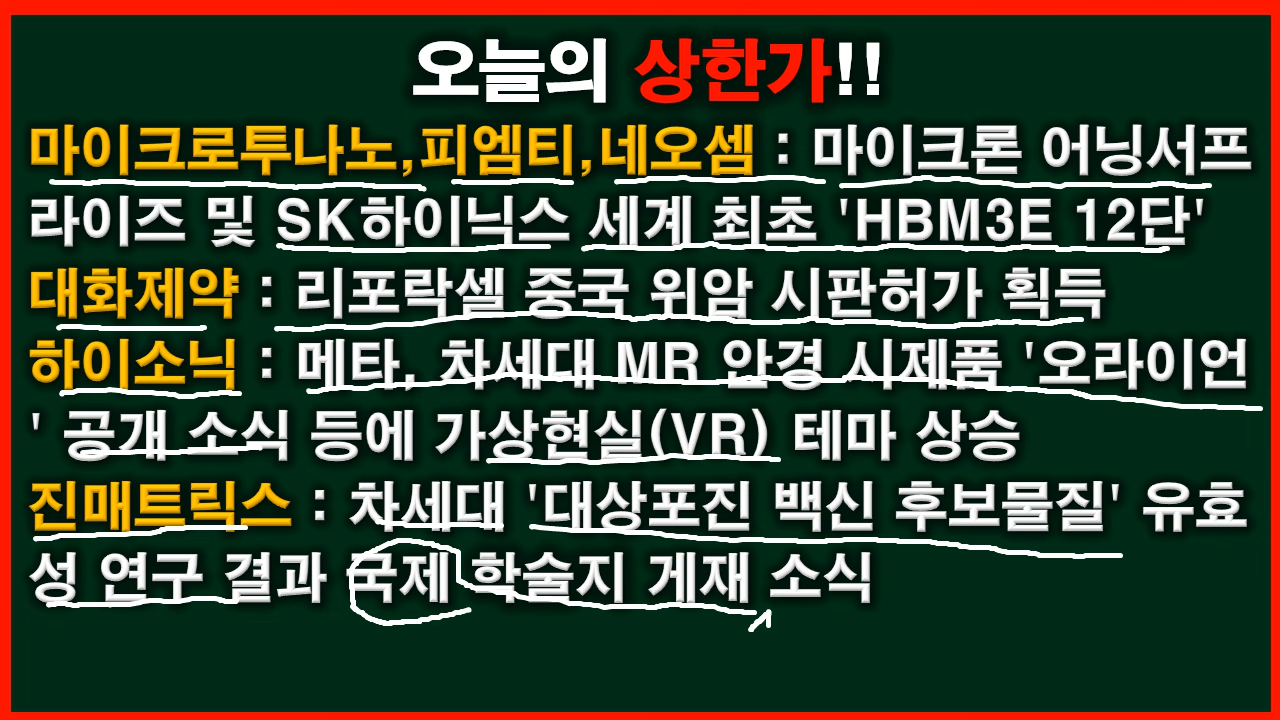 오늘의 상한가!!
마이크로투나노,피엠티,네오셈 : 마이크론 어닝서프
라이즈 및 SK하이닉스 세계 최초 'HBM3E 12단'
대화제약 : 리포락셀 중국 위암 시판허가 획득
하이소닉 : 메타, 차세대 MR 안경 시제품 '오라이언
' 공개 소식 등에 가상현실(VR) 테마 상승
진매트릭스 : 차세대 '대상포진 백신 후보물질' 유효
성 연구 결과 국제 학술지 게재 소식